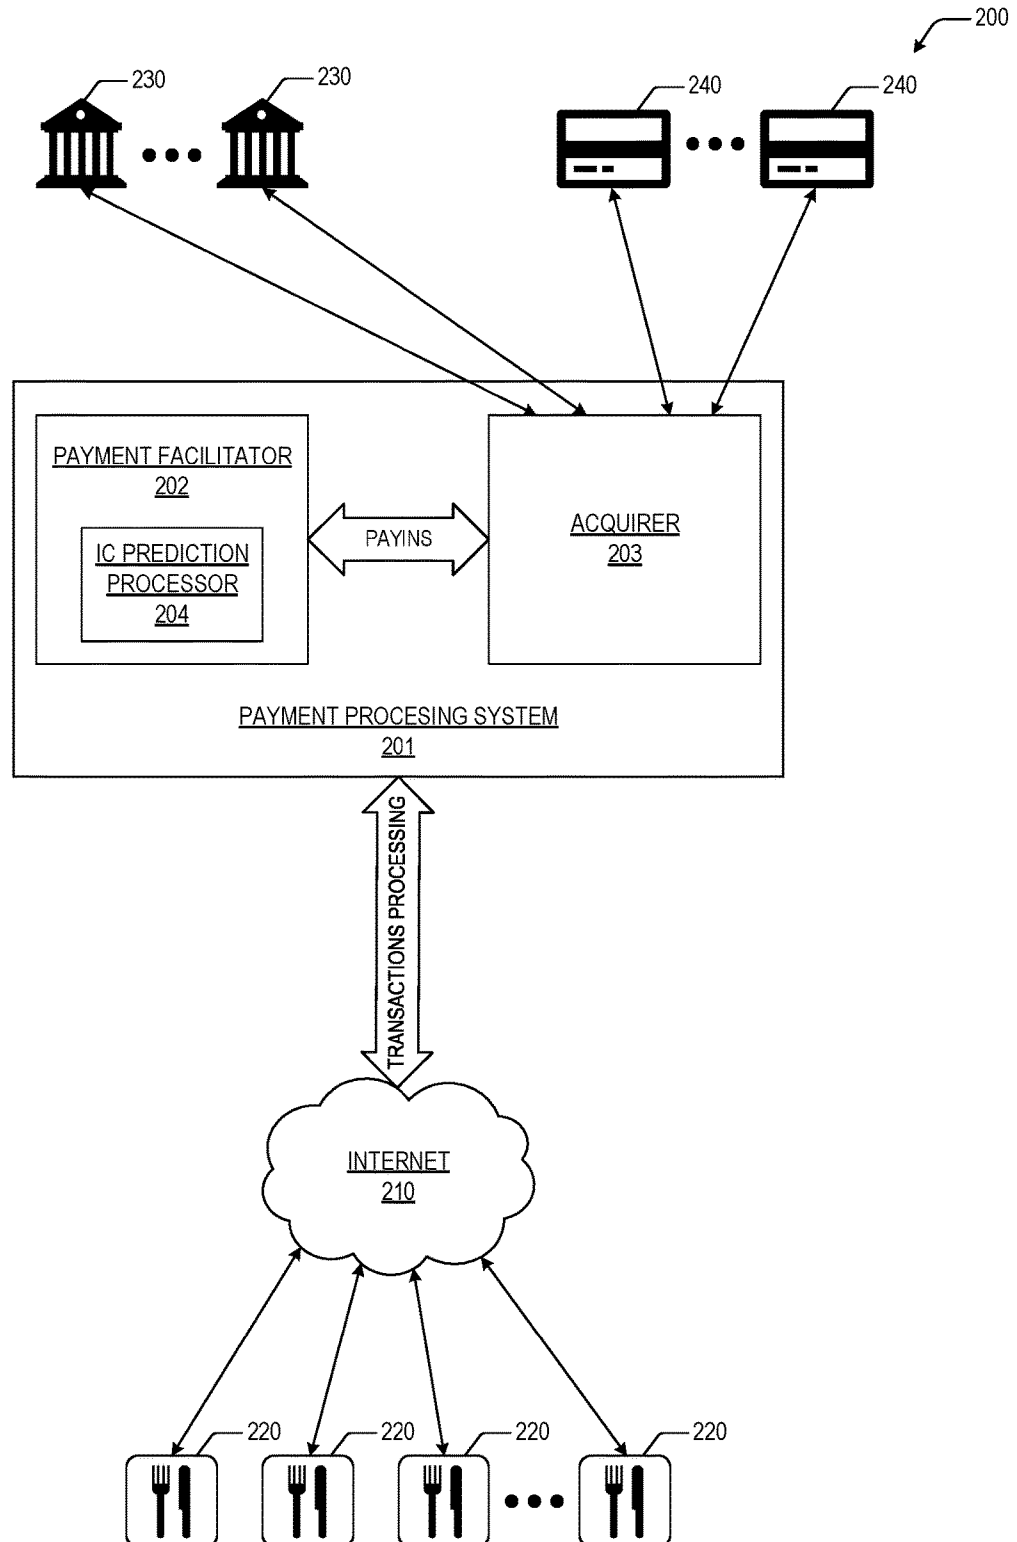 200
230
230
240
240
PAYMENT FACILITATOR
202
IC PREDICTION
PROCESSOR
204
PAYINS
ACQUIRER
203
PAYMENT PROCESING SYSTEM
201
TRANSACTIONS PROCESSING
INTERNET
210
220
220
220
220